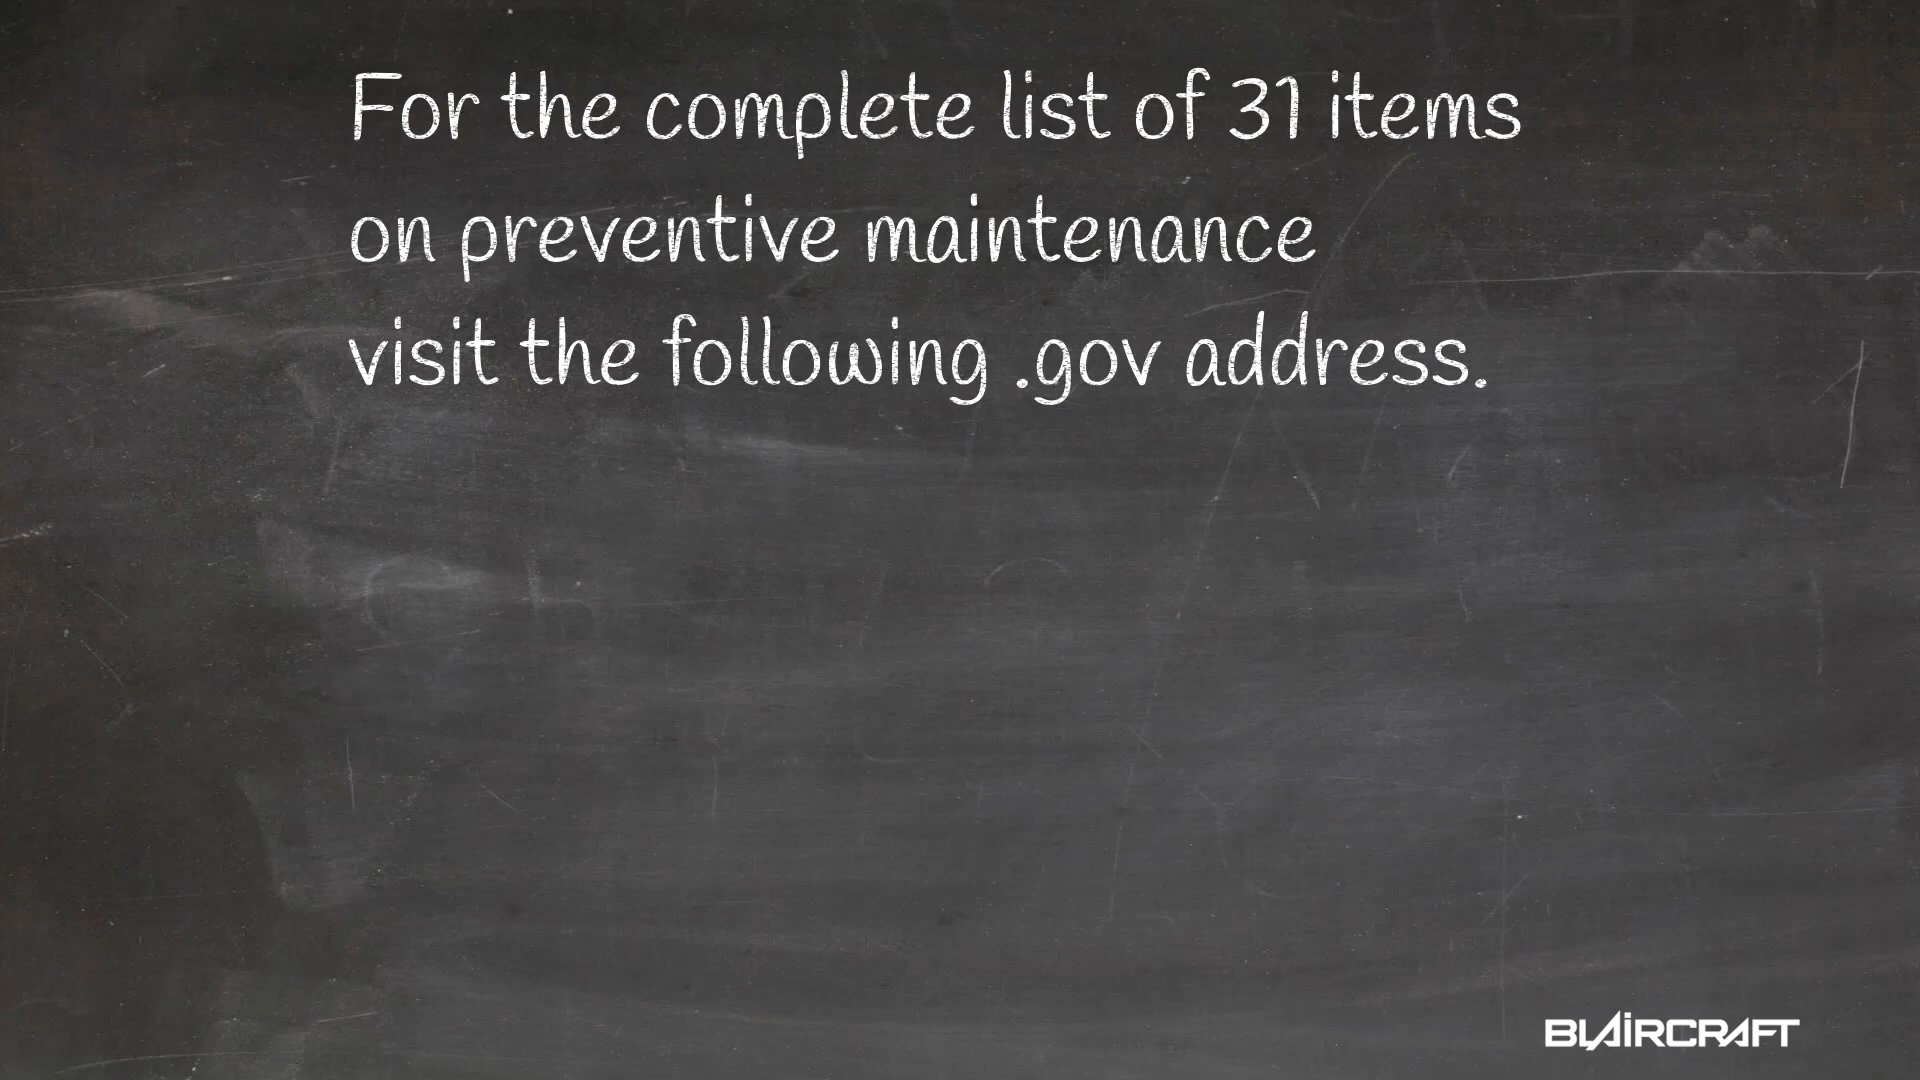 For the complete list of 31 items
on preventive maintenance
visit the following .gov address.
BLAiRCRAFT